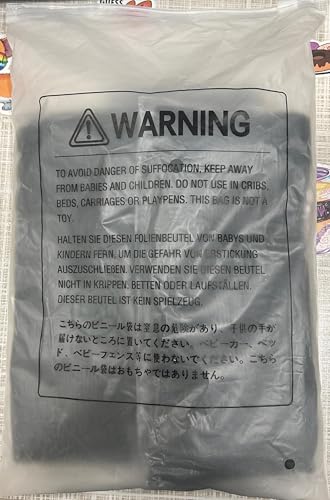 GUESS
WARNING
TO AVOID DANGER OF SUFFOCATION, KEEP AWAY
FROM BABIES AND CHILDREN. DO NOT USE IN CRIBS,
BEDS, CARRIAGES OR PLAYPENS. THIS BAG IS NOT A
TOY.
HALTEN SIE DIESEN FOLIENBEUTEL VON BABYS UND
KINDERN FERN, UM DIE GEFAHR VON ERSTICKUNG
AUSZUSCHLIEBEN. VERWENDEN SIE DIESEN BEUTEL
NICHT IN KRIPPEN, BETTEN ODER LAUFSTÄLLEN.
DIESER BEUTEL IST KEIN SPIELZEUG.
こちらのビニール袋は窒息の危険があり、子供の手が
届けないところに置いてください。ベビーカー、ベッ
ド、ベビーフェンス等に使わないでください。こちら
のビニール袋はおもちゃではありません。